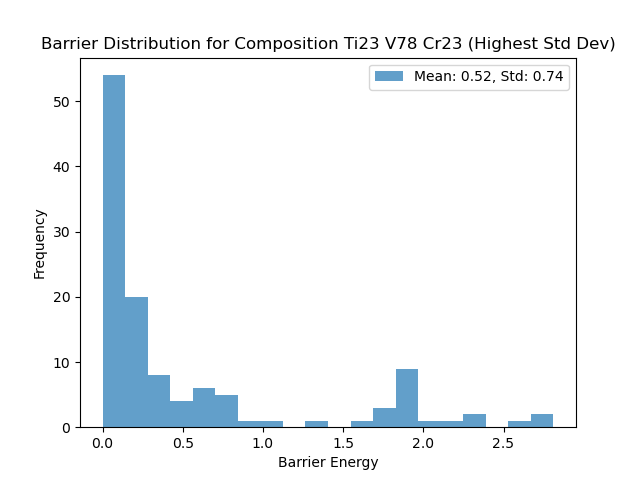 Barrier Distribution for Composition Ti23 V78 Cr23 (Highest Std Dev)
Mean: 0.52, Std: 0.74
Frequency
50
40
30
20
10
0
0.0 0.5 1.0 1.5 2.0 2.5
Barrier Energy